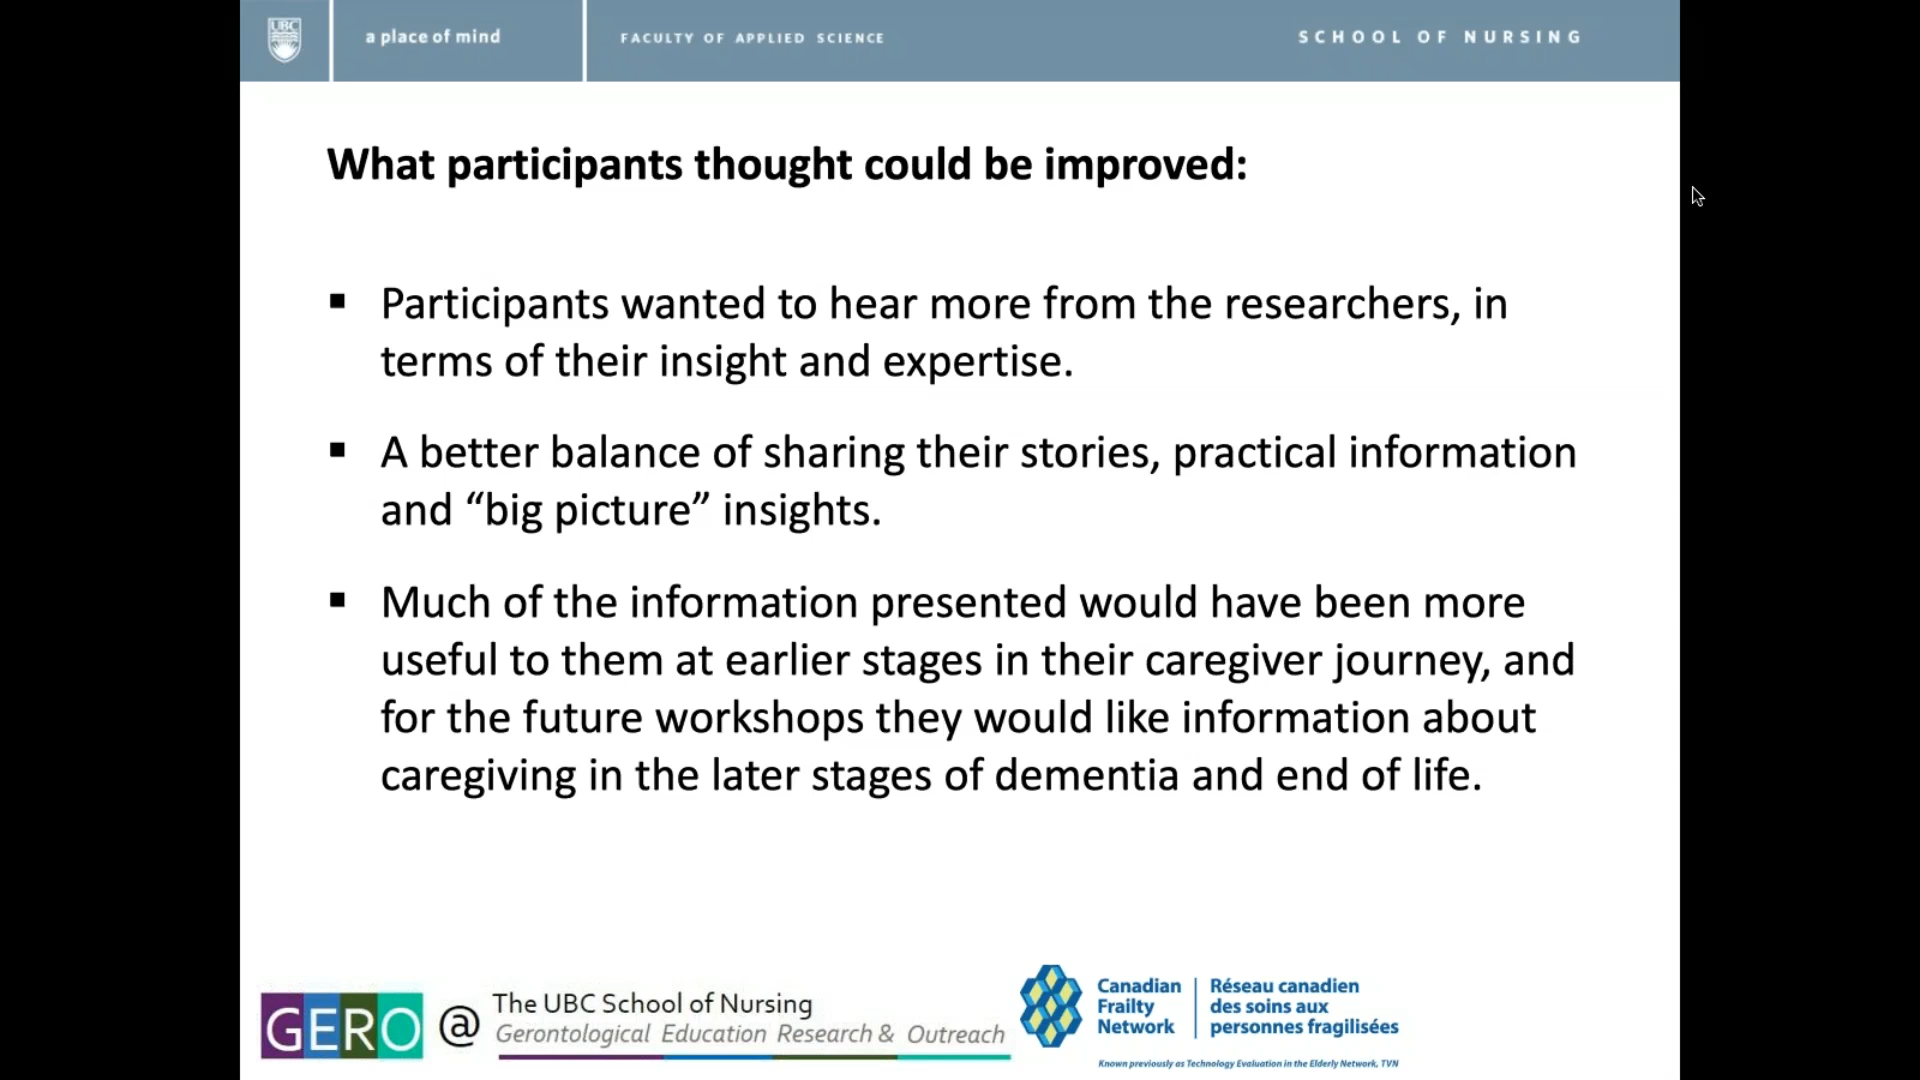 UBC
a place of mind
FACULTY OF APPLIED SCIENCE
SCHOOL OF NURSING
What participants thought could be improved:
▪ Participants wanted to hear more from the researchers, in
terms of their insight and expertise.
▪ A better balance of sharing their stories, practical information
and “big picture” insights.
▪ Much of the information presented would have been more
useful to them at earlier stages in their caregiver journey, and
for the future workshops they would like information about
caregiving in the later stages of dementia and end of life.
GERO @ The UBC School of Nursing
Gerontological Education Research & Outreach
Canadian
Frailty
Network
Réseau canadien
des soins aux
personnes fragilisées
Known previously as Technology Evaluation in the Elderly Network, TVN